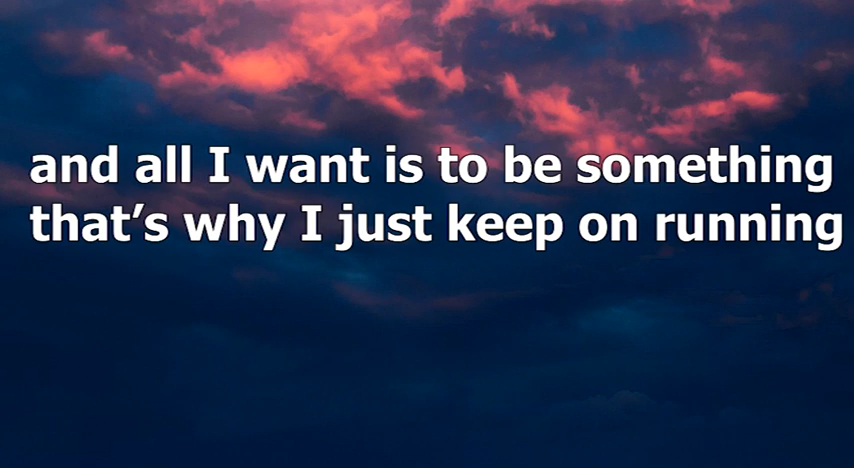 and all I want is to be something
that’s why I just keep on running